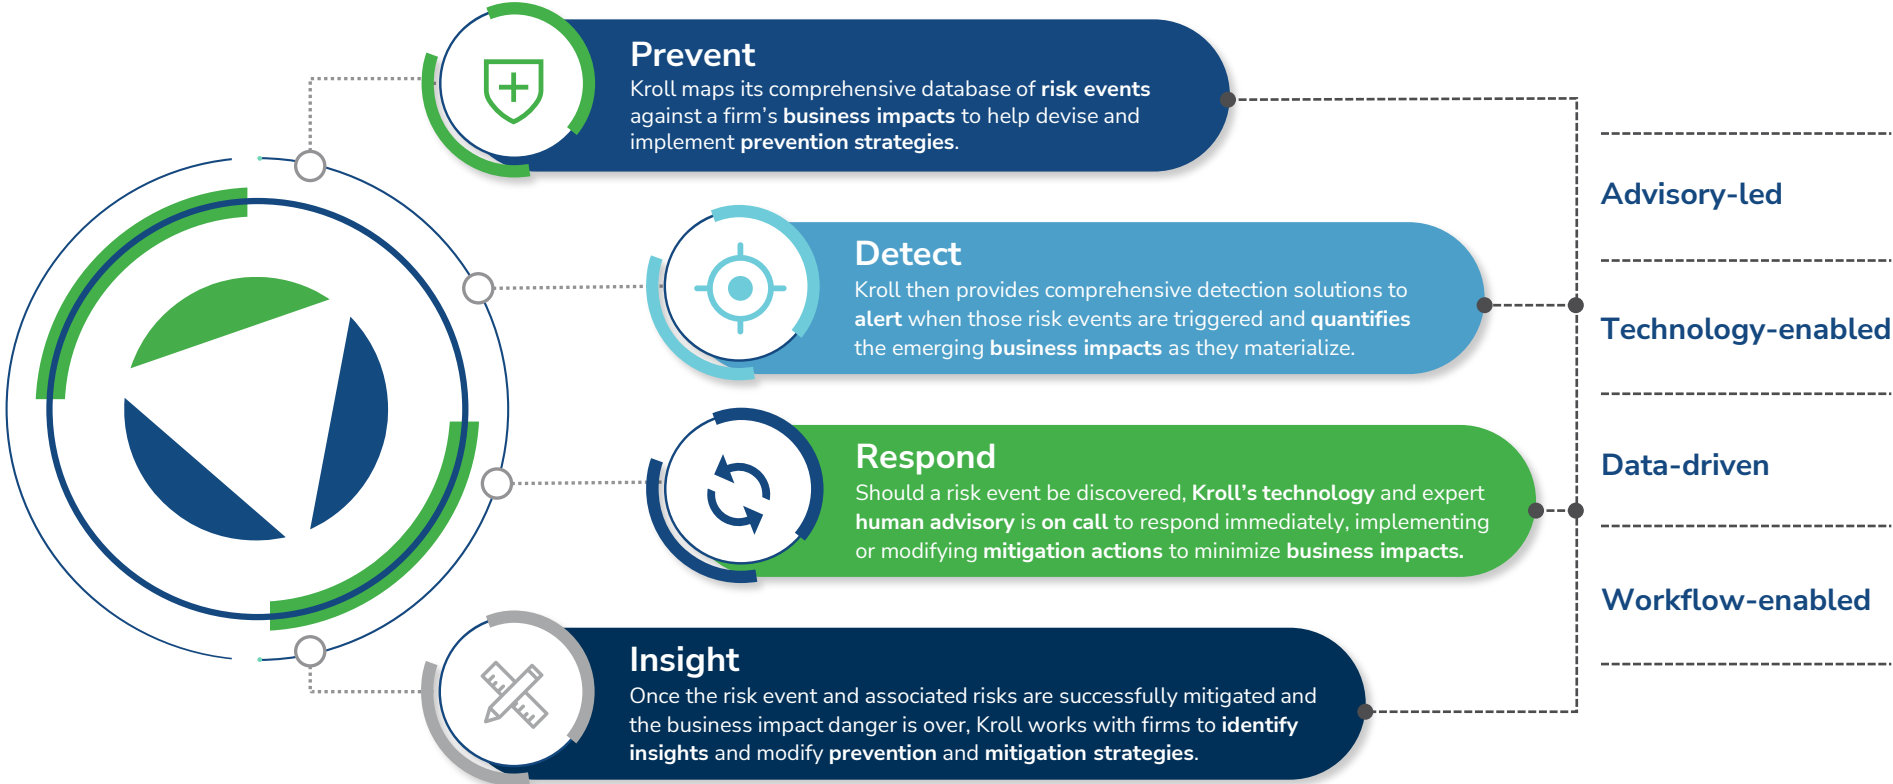 Prevent
Kroll maps its comprehensive database of risk events
against a firm's business impacts to help devise and
implement prevention strategies.
Detect
Kroll then provides comprehensive detection solutions to
alert when those risk events are triggered and quantifies
the emerging business impacts as they materialize.
Respond
Should a risk event be discovered, Kroll's technology and expert
human advisory is on call to respond immediately, implementing
or modifying mitigation actions to minimize business impacts.
Insight
Once the risk event and associated risks are successfully mitigated and
the business impact danger is over, Kroll works with firms to identify
insights and modify prevention and mitigation strategies.
Advisory-led
Technology-enabled
Data-driven
Workflow-enabled